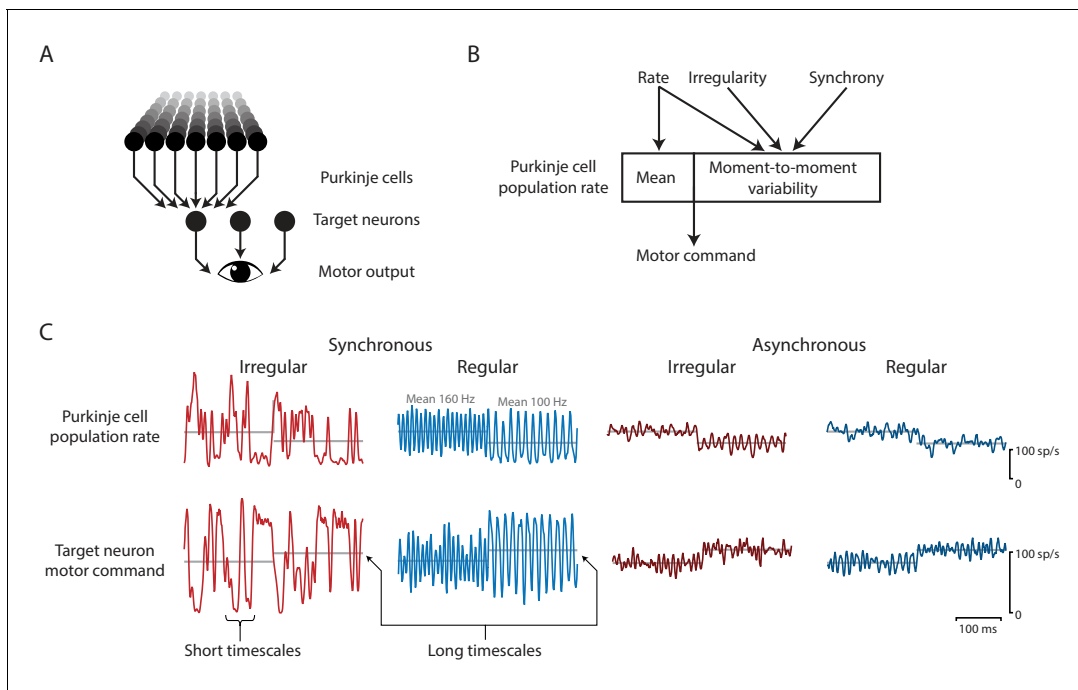 A
Purkinje cells
Target neurons
Motor output
B
Rate Irregularity Synchrony
Purkinje cell
population rate
Mean
Moment-to-moment
variability
Motor command
C
Synchronous
Asynchronous
Irregular
Regular
Irregular
Regular
Purkinje cell
population rate
Mean 160 Hz
Mean 100 Hz
100 sp/s
0
Target neuron
motor command
100 sp/s
0
100 ms
Short timescales
Long timescales